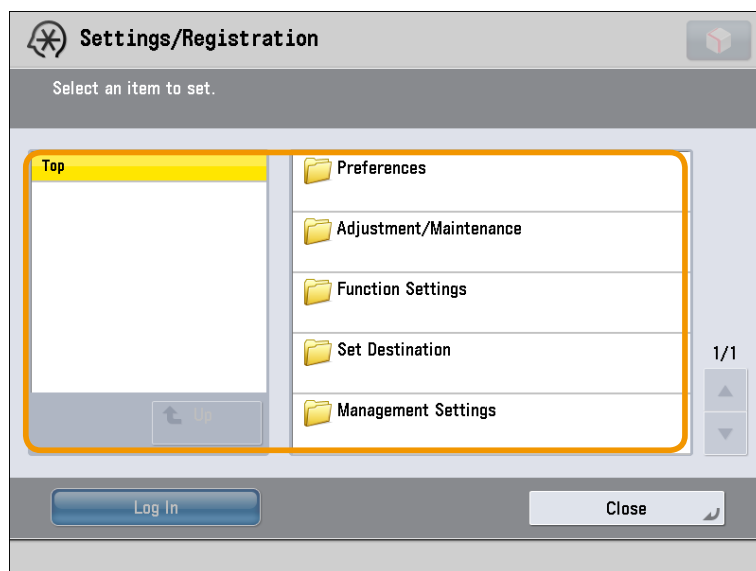 Settings/Registration
Select an item to set.
Top
Preferences
Adjustment/Maintenance
Function Settings
Set Destination
1/1
Up
Management Settings
Log In
Close